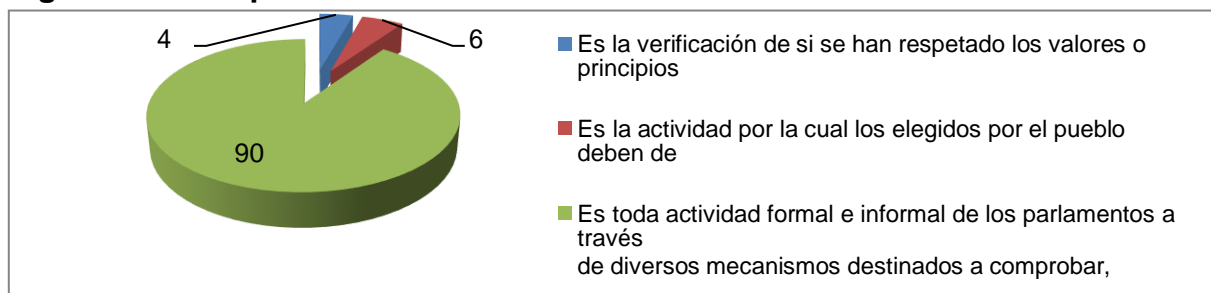 4
6
90
Es la verificación de si se han respetado los valores o
principios
Es la actividad por la cual los elegidos por el pueblo
deben de
Es toda actividad formal e informal de los parlamentos a
través
de diversos mecanismos destinados a comprobar,